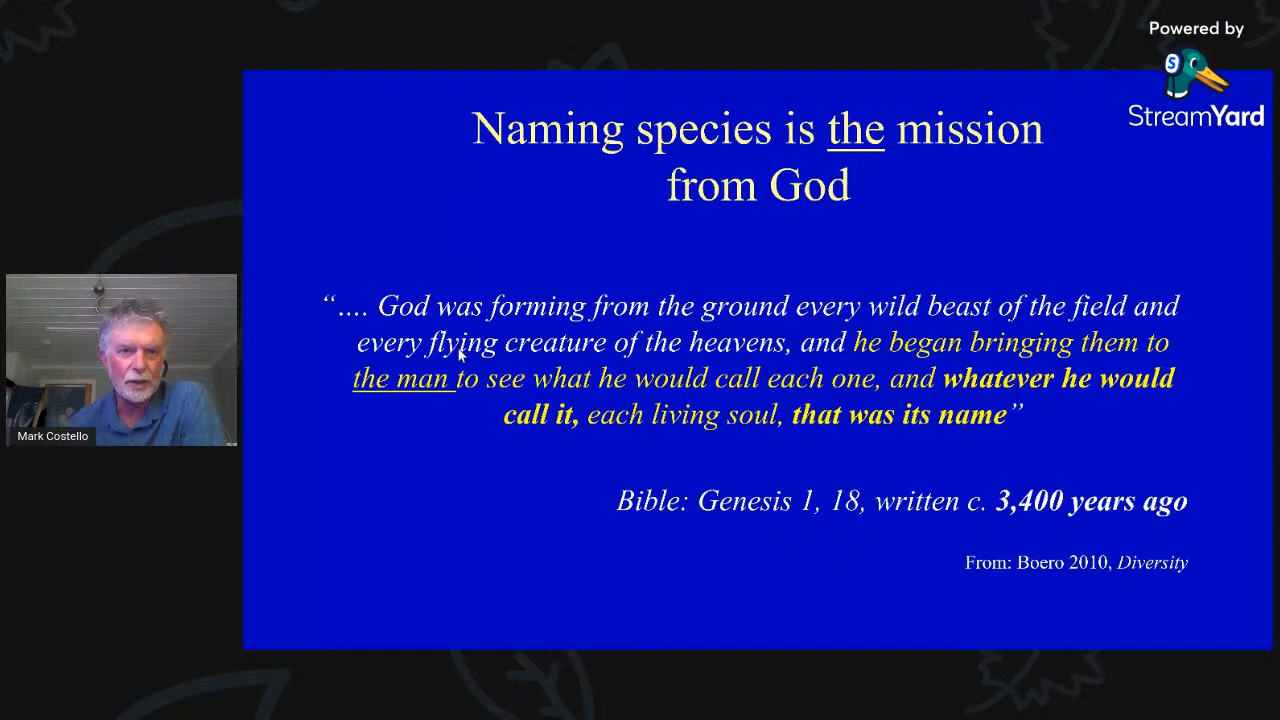 Powered by
StreamYard
Naming species is the mission
from God
“…. God was forming from the ground every wild beast of the field and
every flying creature of the heavens, and he began bringing them to
the man to see what he would call each one, and whatever he would
call it, each living soul, that was its name”
Mark Costello
Bible: Genesis 1, 18, written c. 3,400 years ago
From: Boero 2010, Diversity